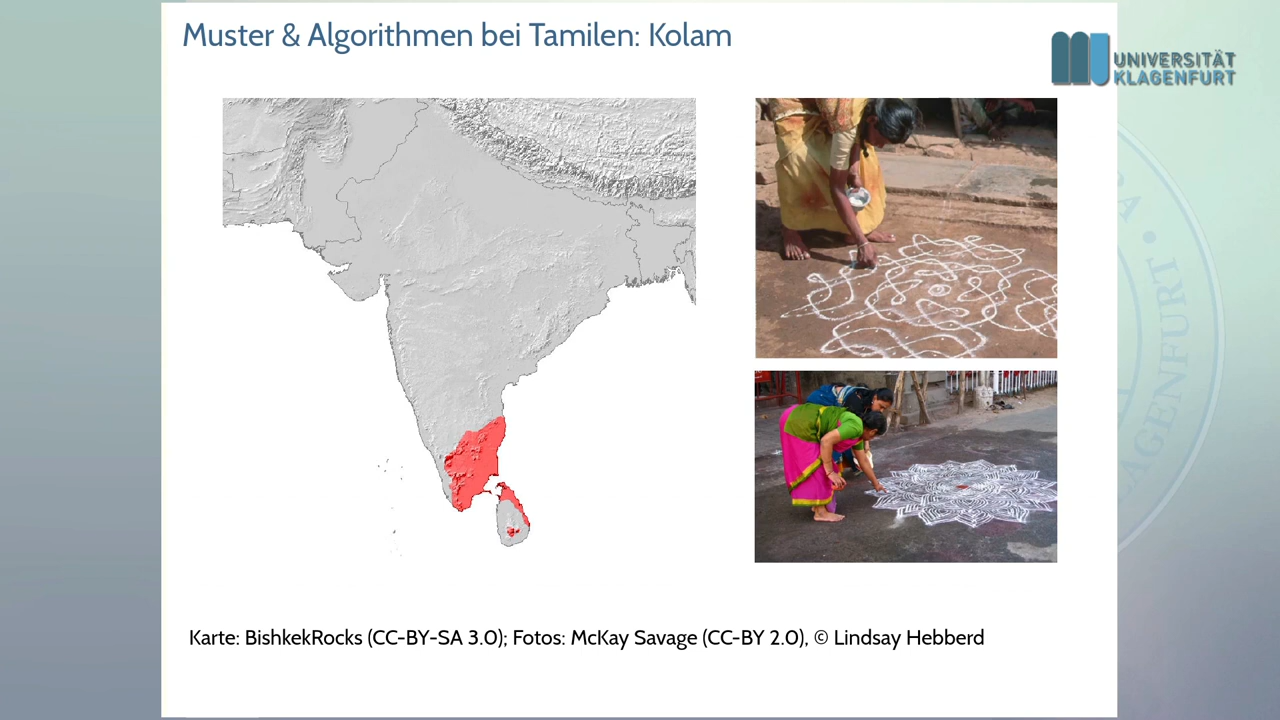 Muster & Algorithmen bei Tamilen: Kolam
UNIVERSITÄT
KLAGENFURT
KLAGENFURT
Karte: BishkekRocks (CC-BY-SA 3.0); Fotos: McKay Savage (CC-BY 2.0), © Lindsay Hebberd